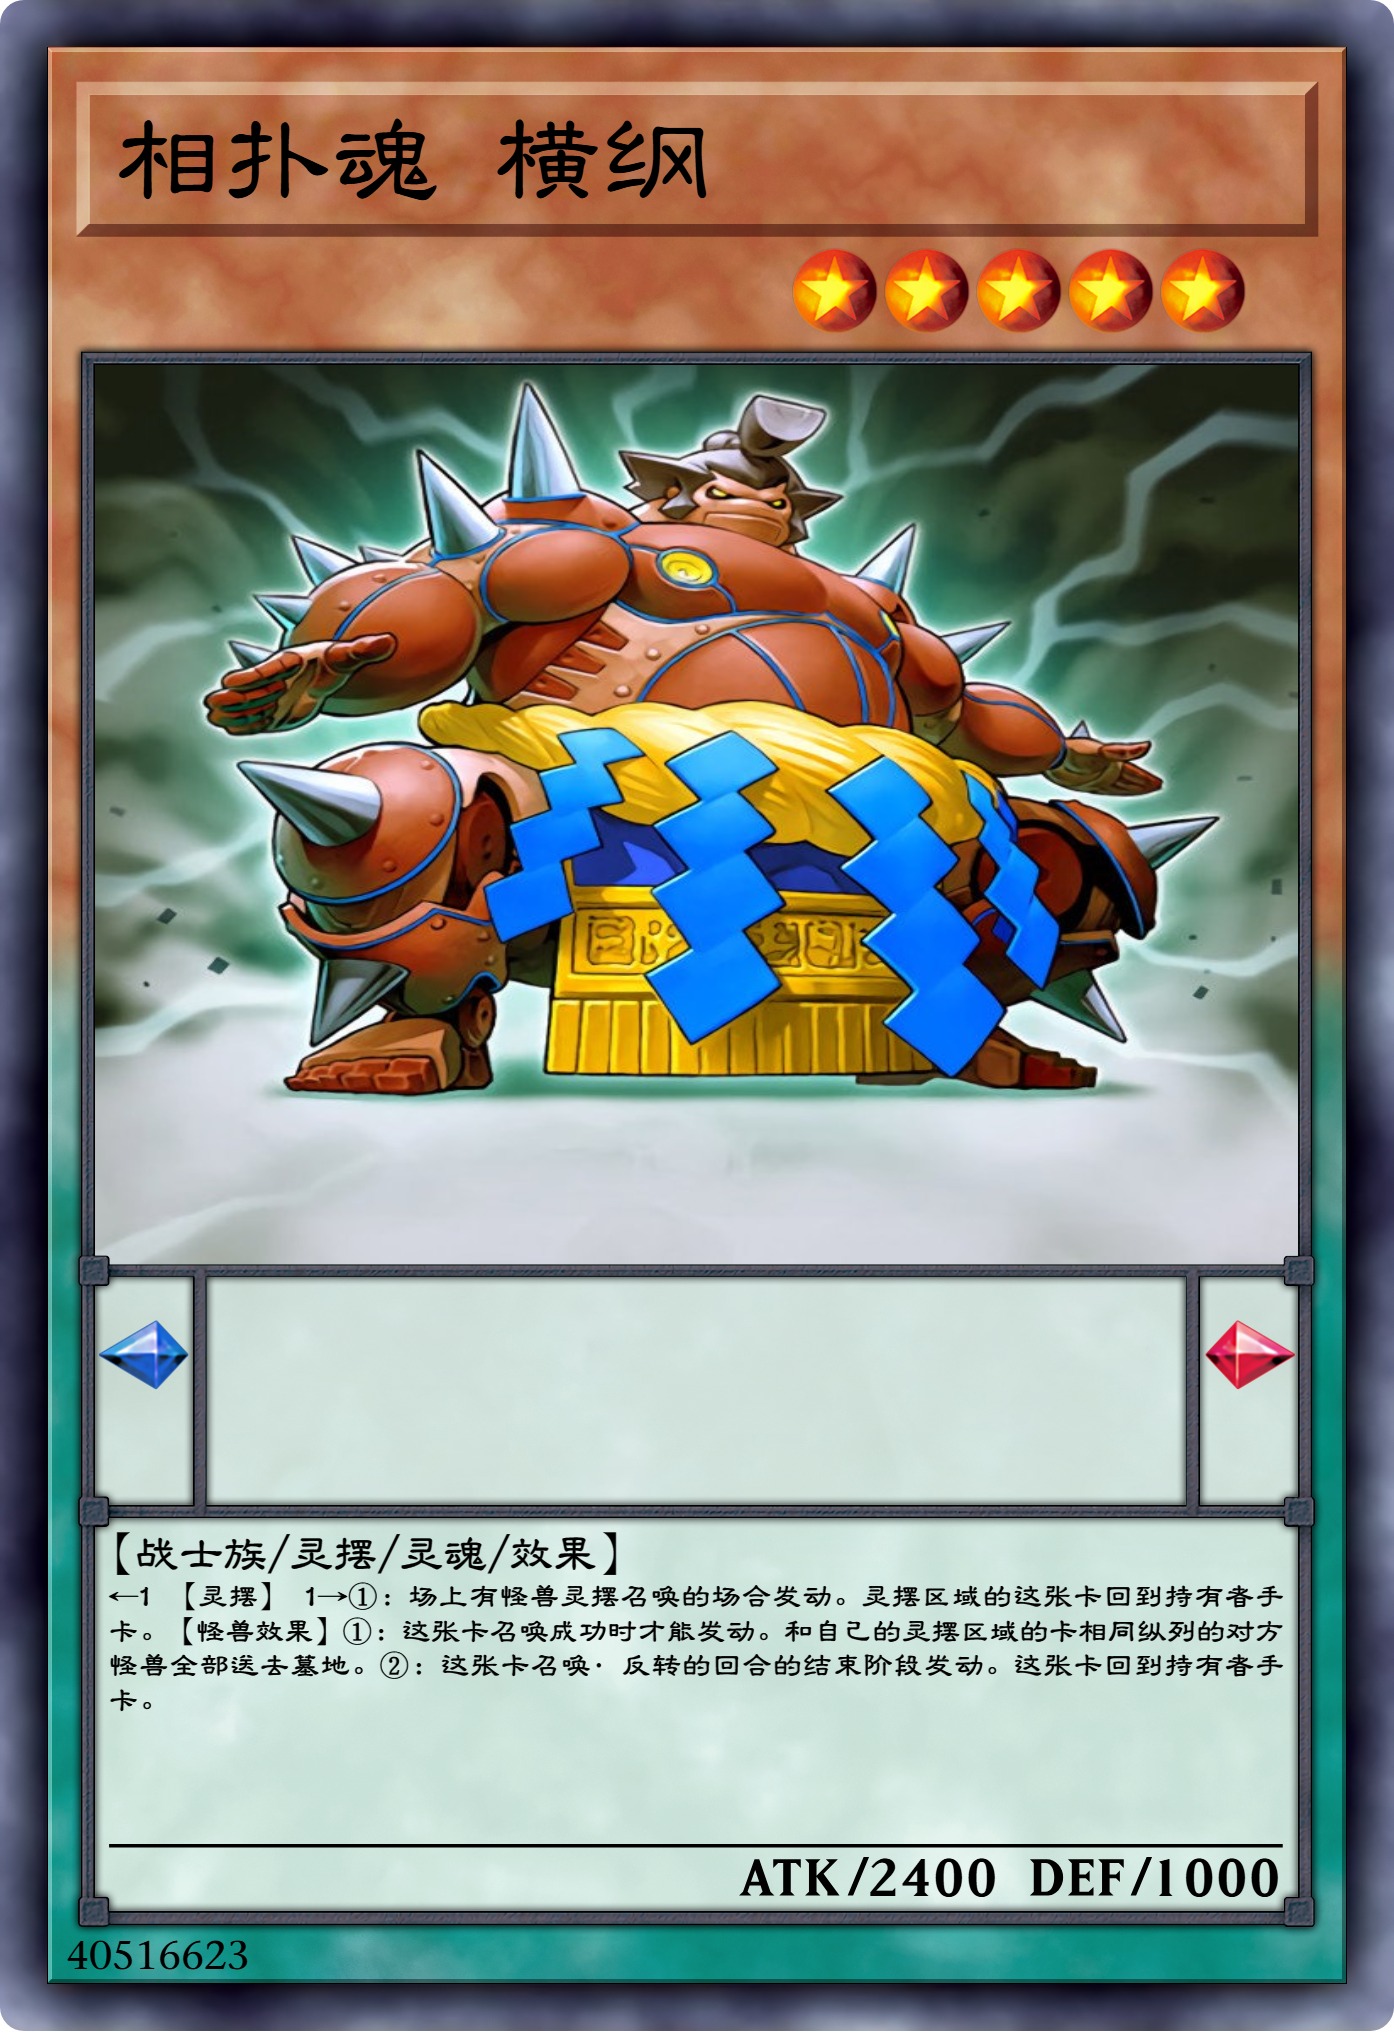 相扑魂 横纲
【战士族/灵摆/灵魂/效果】
←1 【灵摆】 1→①：场上有怪兽灵摆召唤的场合发动。灵摆区域的这张卡回到持有者手
卡。【怪兽效果】①：这张卡召唤成功时才能发动。和自己的灵摆区域的卡相同纵列的对方
怪兽全部送去墓地。②：这张卡召唤·反转的回合的结束阶段发动。这张卡回到持有者手
卡。
ATK/2400 DEF/1000
40516623